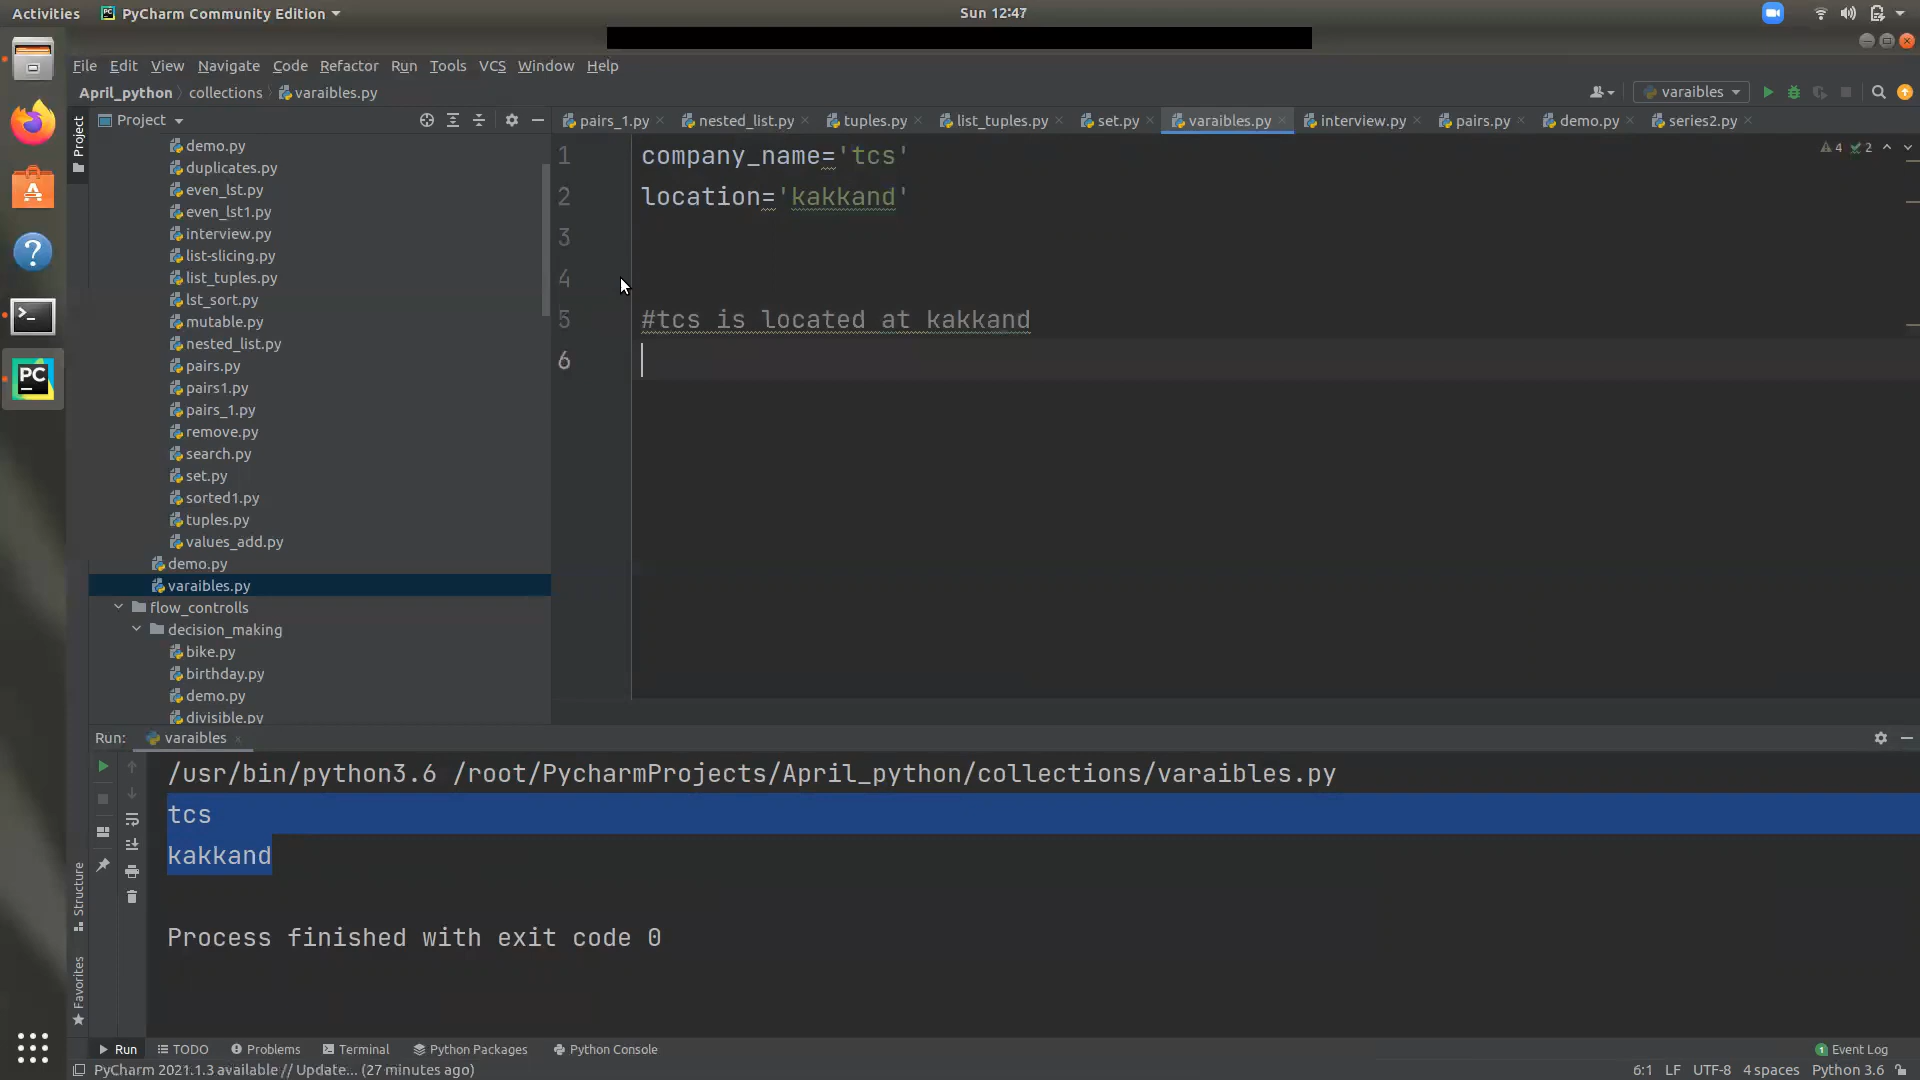 Activities PyCharm Community Edition Sun 12:47
File Edit View Navigate Code Refactor Run Tools VCS Window Help
April_python collections varaibles.py varaibles
Project
pairs_1.py nested_list.py tuples.py list_tuples.py set.py varaibles.py interview.py pairs.py demo.py series2.py
Project
demo.py
duplicates.py
even_lst.py
even_lst1.py
interview.py
list-slicing.py
list_tuples.py
lst_sort.py
mutable.py
nested_list.py
pairs.py
pairs1.py
pairs_1.py
remove.py
search.py
set.py
sorted1.py
tuples.py
values_add.py
demo.py
varaibles.py
flow_controlls
decision_making
bike.py
birthday.py
demo.py
divisible.py
4 2
1 company_name='tcs'
2 location='kakkand'
3
4
5 #tcs is located at kakkand
6
Run: varaibles
/usr/bin/python3.6 /root/PycharmProjects/April_python/collections/varaibles.py
tcs
kakkand
Process finished with exit code 0
Structure
Favorites
Run TODO Problems Terminal Python Packages Python Console 1 Event Log
PyCharm 2021.1.3 available // Update... (27 minutes ago) 6:1 LF UTF-8 4 spaces Python 3.6